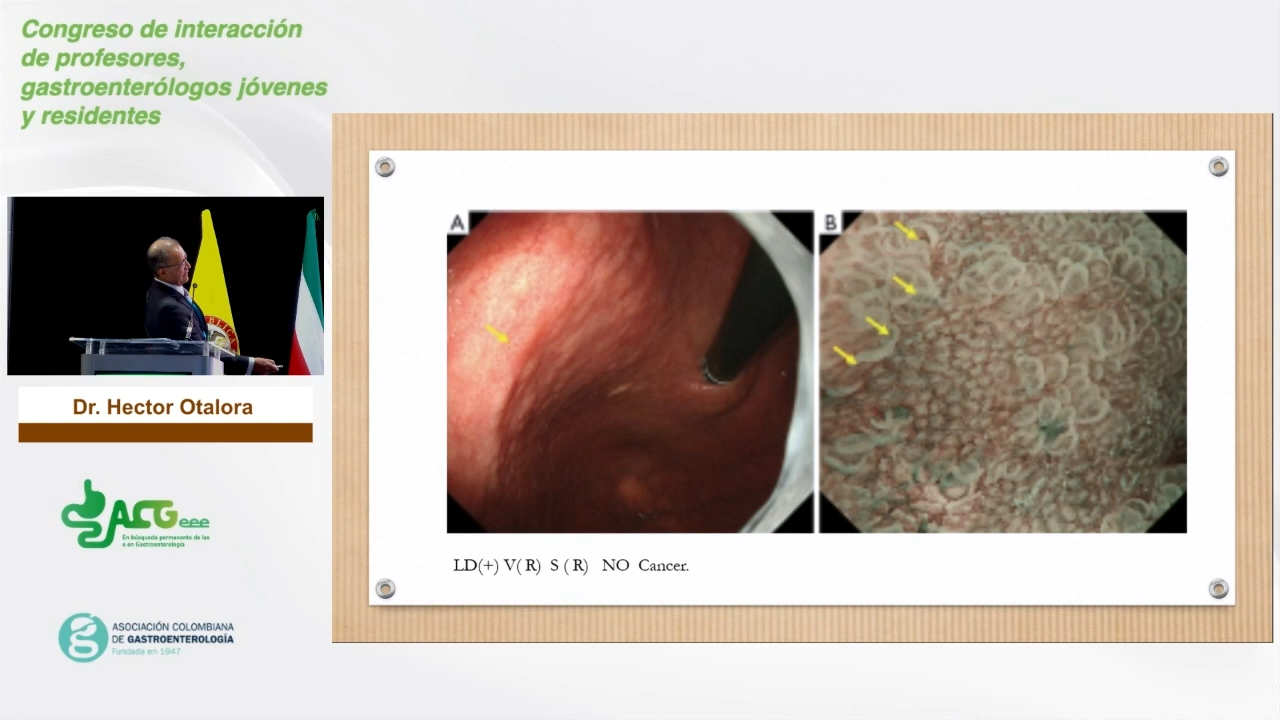 Congreso de interacción
de profesores,
gastroenterólogos jóvenes
y residentes
A
B
LD(+) V( R) S ( R) NO Cancer.
Dr. Hector Otalora
ACGeee
En búsqueda permanente de las
e en Gastroenterología
ASOCIACIÓN COLOMBIANA
DE GASTROENTEROLOGÍA
Fundada en 1947